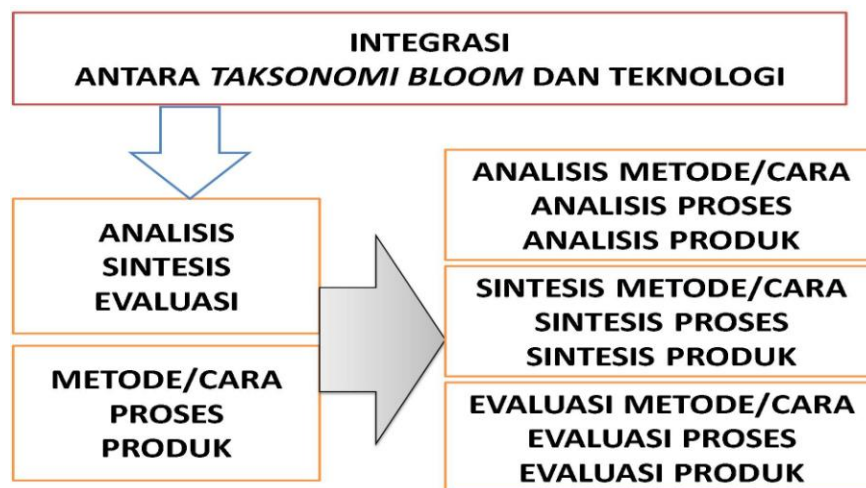 INTEGRASI
ANTARA TAKSONOMI BLOOM DAN TEKNOLOGI
ANALISIS
SINTESIS
EVALUASI
METODE/CARA
PROSES
PRODUK
ANALISIS METODE/CARA
ANALISIS PROSES
ANALISIS PRODUK
SINTESIS METODE/CARA
SINTESIS PROSES
SINTESIS PRODUK
EVALUASI METODE/CARA
EVALUASI PROSES
EVALUASI PRODUK